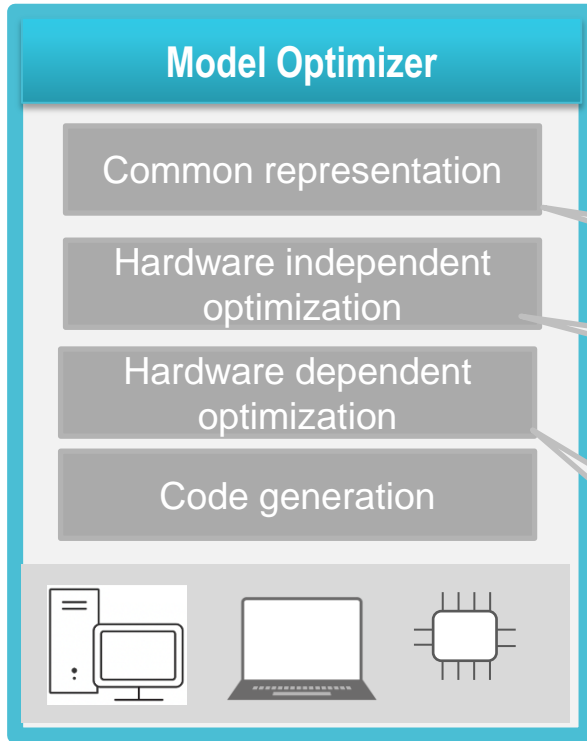 Model Optimizer
Common representation
Hardware independent
optimization
Hardware dependent
optimization
Code generation